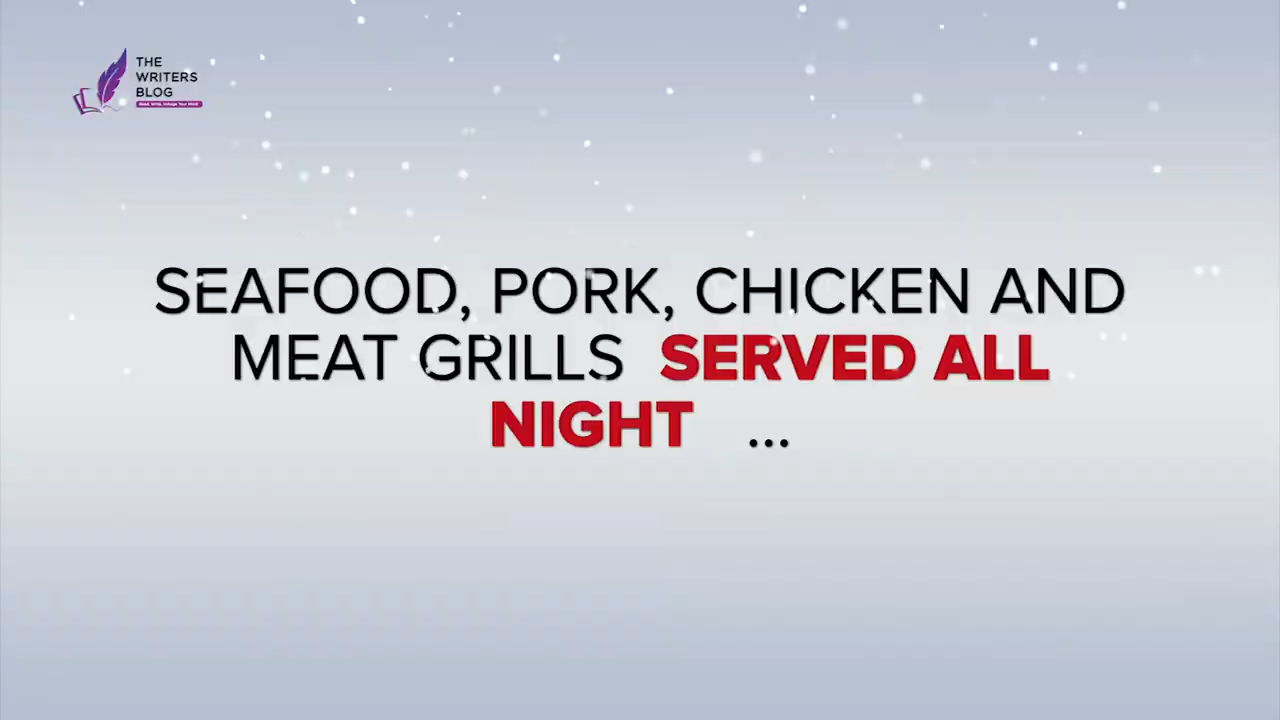 THE
WRITERS
BLOG
SEAFOOD, PORK, CHICKEN AND
MEAT GRILLS SERVED ALL
NIGHT ...